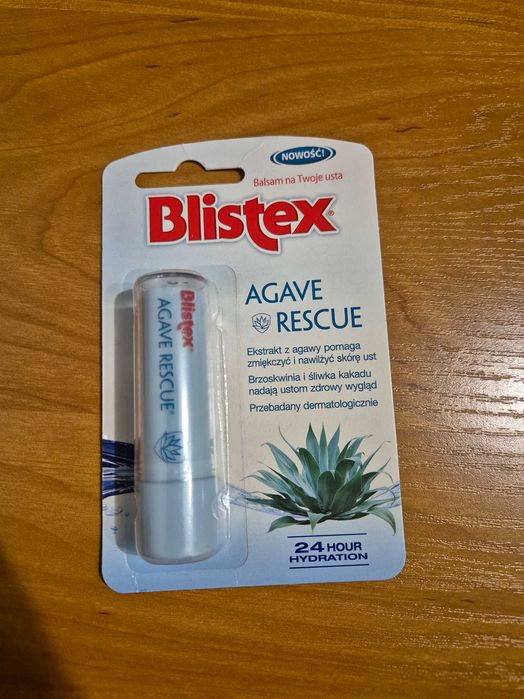 NOWOŚĆ!
Balsam na Twoje usta
Blistex®
AGAVE
RESCUE
Ekstrakt z agawy pomaga
zmiękczyć i nawilżyć skórę ust
Brzoskwinia i śliwka kakadu
nadają ustom zdrowy wygląd
Przebadany dermatologicznie
24 HOUR
HYDRATION
Blistex®
AGAVE RESCUE®